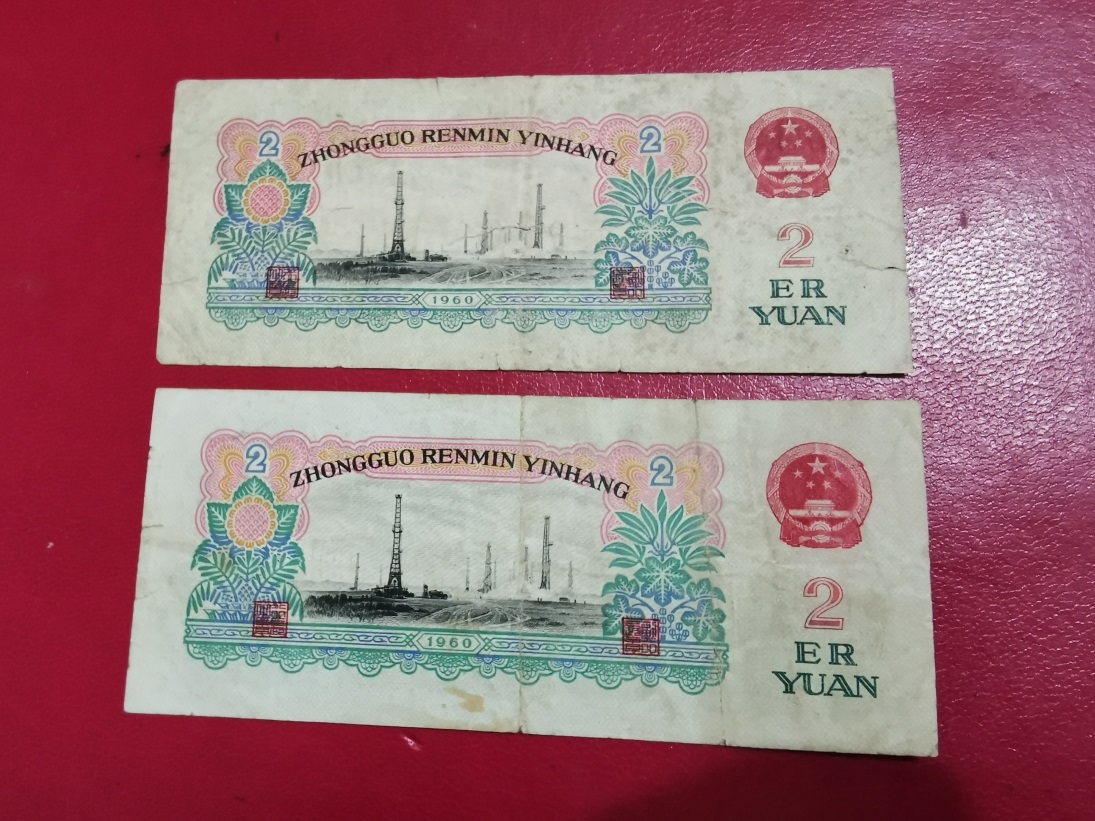 2 ZHONGGUO RENMIN YINHANG 2
1960
2
ER
YUAN
2 ZHONGGUO RENMIN YINHANG 2
1960
2
ER
YUAN